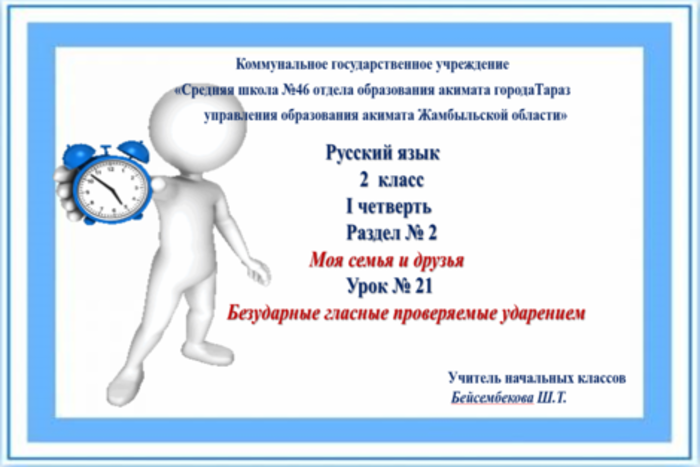 Коммунальное государственное учреждение
«Средняя школа №46 отдела образования акимата городаТараз
управления образования акимата Жамбыльской области»
Русский язык
2 класс
I четверть
Раздел № 2
Моя семья и друзья
Урок № 21
Безударные гласные проверяемые ударением
Учитель начальных классов
Бейсембекова Ш.Т.